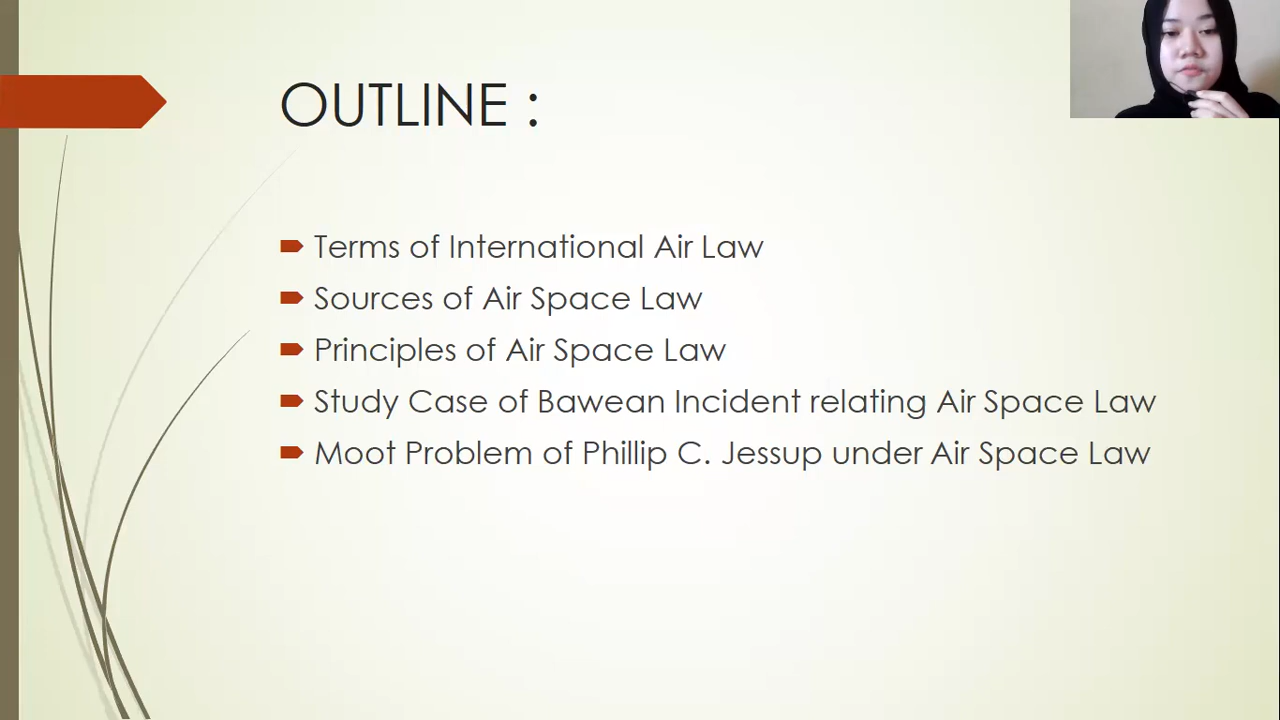 OUTLINE :
Terms of International Air Law
Sources of Air Space Law
Principles of Air Space Law
Study Case of Bawean Incident relating Air Space Law
Moot Problem of Phillip C. Jessup under Air Space Law